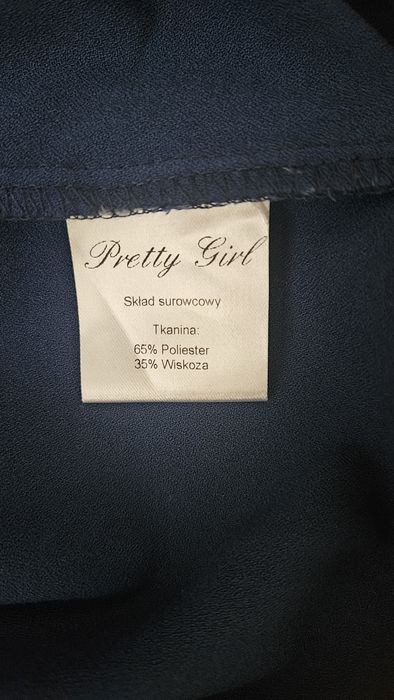 Pretty Girl
Skład surowcowy
Tkanina:
65% Poliester
35% Wiskoza